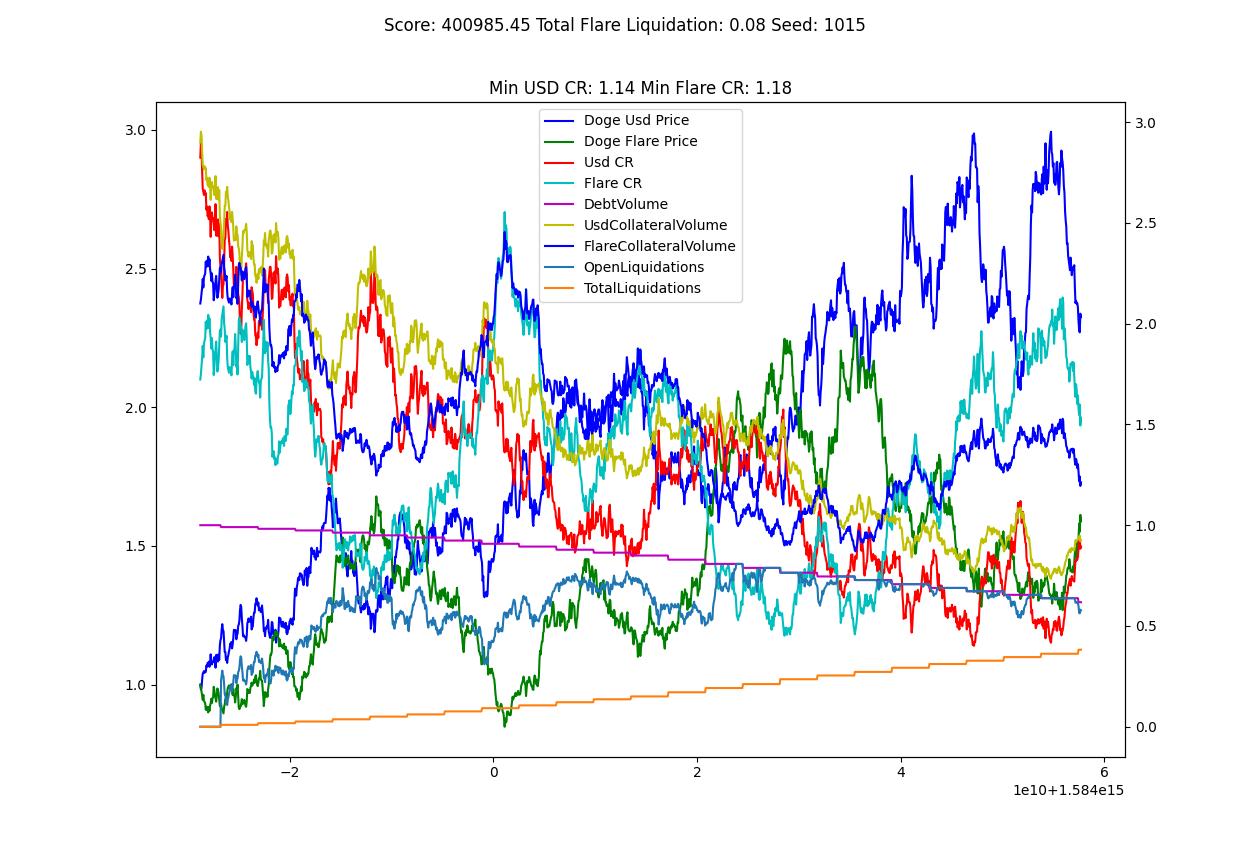 Score: 400985.45 Total Flare Liquidation: 0.08 Seed: 1015
Min USD CR: 1.14 Min Flare CR: 1.18
3.0
2.5
2.0
1.5
1.0
Doge Usd Price
Doge Flare Price
Usd CR
Flare CR
DebtVolume
UsdCollateralVolume
FlareCollateralVolume
OpenLiquidations
TotalLiquidations
3.0
2.5
2.0
1.5
1.0
0.5
0.0
−2 0 2 4 6
1e10+1.584e15